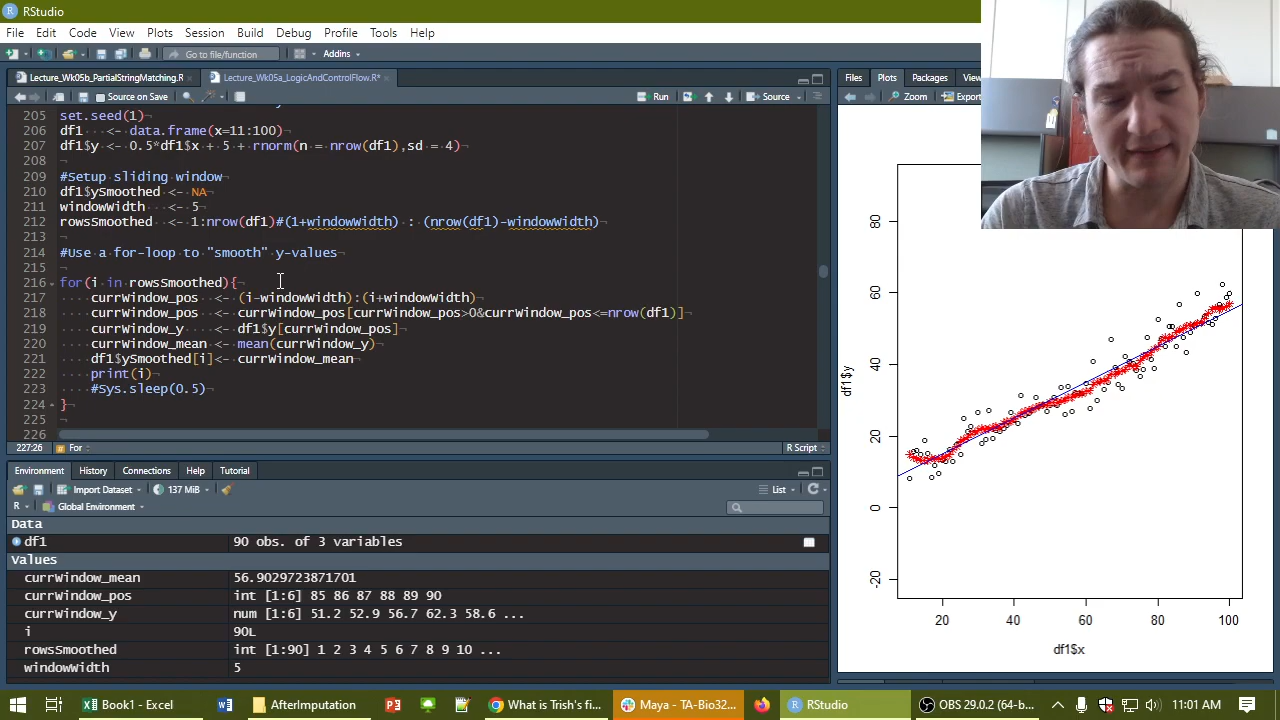 RStudio
File Edit Code View Plots Session Build Debug Profile Tools Help
Go to file/function Addins
Lecture_Wk05b_PartialStringMatching.R Lecture_Wk05a_LogicAndControlFlow.R*
Source on Save Run Source
205 set.seed(1)
206 df1 <- data.frame(x=11:100)
207 df1$y <- 0.5*df1$x + 5 + rnorm(n = nrow(df1),sd = 4)
208
209 #Setup sliding window
210 df1$ySmoothed <- NA
211 windowWidth <- 5
212 rowsSmoothed <- 1:nrow(df1)#(1+windowWidth) : (nrow(df1)-windowWidth)
213
214 #Use a for-loop to "smooth" y-values
215
216 for(i in rowsSmoothed){
217 currWindow_pos <- (i-windowWidth):(i+windowWidth)
218 currWindow_pos <- currWindow_pos[currWindow_pos>0&currWindow_pos<=nrow(df1)]
219 currWindow_y <- df1$y[currWindow_pos]
220 currWindow_mean <- mean(currWindow_y)
221 df1$ySmoothed[i]<- currWindow_mean
222 print(i)
223 #Sys.sleep(0.5)
224 }
225
226
227:26 For R Script
Environment History Connections Help Tutorial
Import Dataset 137 MiB List
R Global Environment
Data
df1 90 obs. of 3 variables
Values
currWindow_mean 56.9029723871701
currWindow_pos int [1:6] 85 86 87 88 89 90
currWindow_y num [1:6] 51.2 52.9 56.7 62.3 58.6 ...
i 90L
rowsSmoothed int [1:90] 1 2 3 4 5 6 7 8 9 10 ...
windowWidth 5
Files Plots Packages
Zoom
df1$y
80
60
40
20
0
-20
20 40 60 80 100
df1$x
Book1 - Excel AfterImputation What is Trish's fi... Maya - TA-Bio32... RStudio OBS 29.0.2 (64-b... 11:01 AM